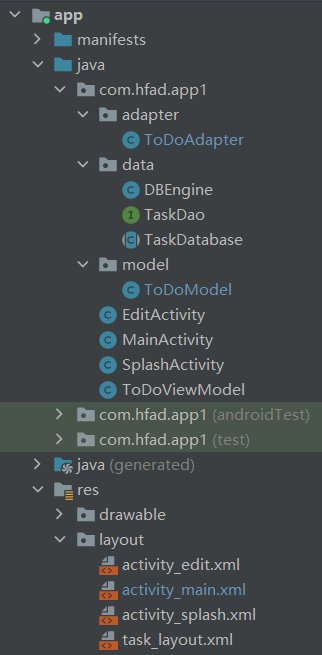 app
manifests
java
com.hfad.app1
adapter
ToDoAdapter
data
DBEngine
TaskDao
TaskDatabase
model
ToDoModel
EditActivity
MainActivity
SplashActivity
ToDoViewModel
com.hfad.app1 (androidTest)
com.hfad.app1 (test)
java (generated)
res
drawable
layout
activity_edit.xml
activity_main.xml
activity_splash.xml
task_layout.xml